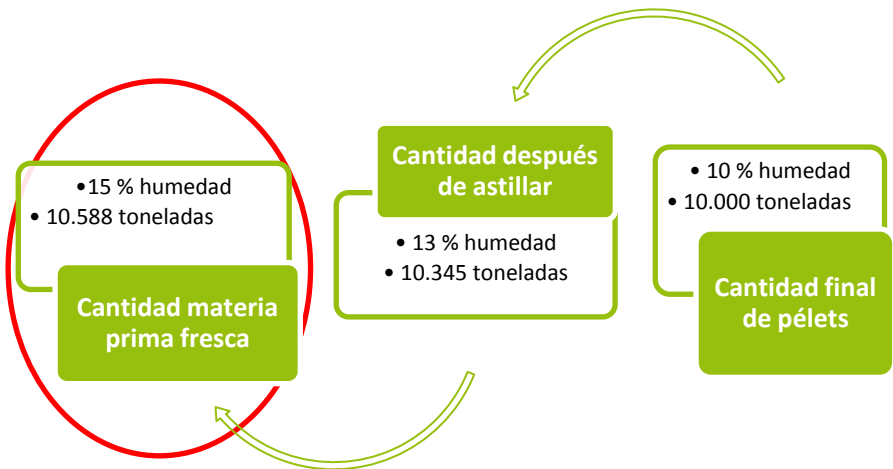 •15 % humedad
• 10.588 toneladas
Cantidad materia
prima fresca
Cantidad después
de astillar
• 13 % humedad
• 10.345 toneladas
• 10 % humedad
• 10.000 toneladas
Cantidad final
de pélets